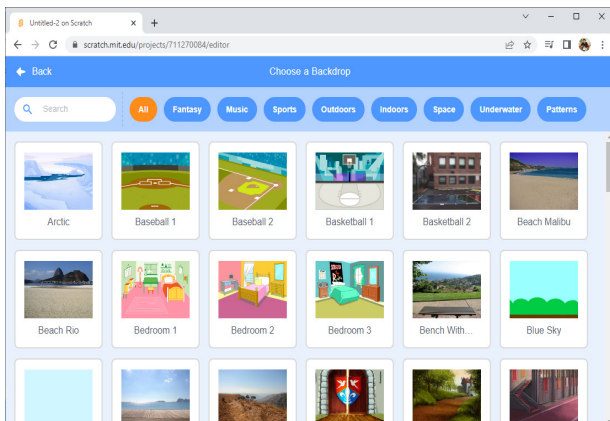 Untitled-2 on Scratch
scratch.mit.edu/projects/711270084/editor
Back
Choose a Backdrop
Search
All
Fantasy
Music
Sports
Outdoors
Indoors
Space
Underwater
Patterns
Arctic
Baseball 1
Baseball 2
Basketball 1
Basketball 2
Beach Malibu
Beach Rio
Bedroom 1
Bedroom 2
Bedroom 3
Bench With...
Blue Sky